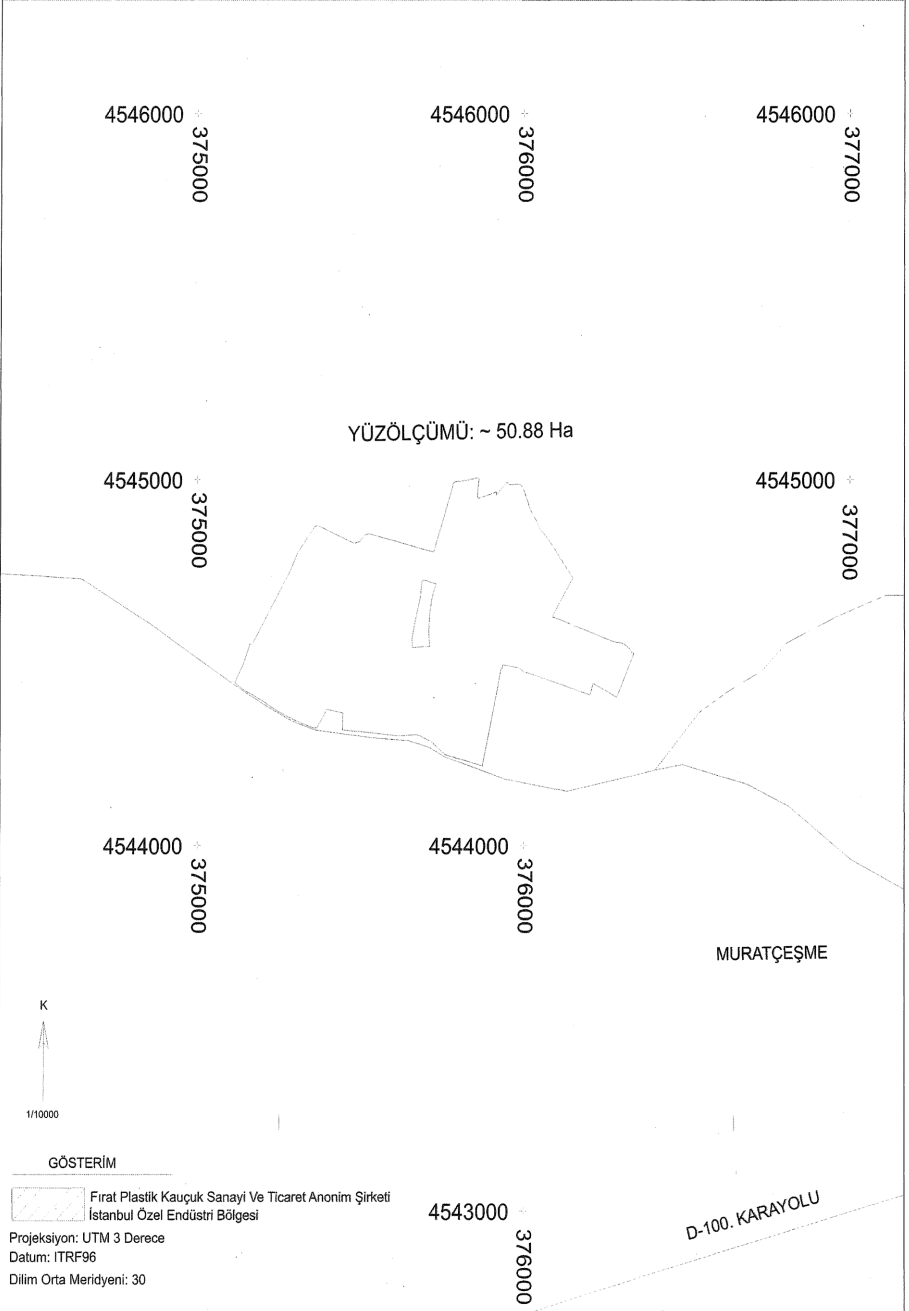 4546000
375000
4546000
376000
4546000
377000
YÜZÖLÇÜMÜ: ~ 50.88 Ha
4545000
375000
4545000
377000
4544000
375000
4544000
376000
MURATÇEŞME
K
1/10000
GÖSTERİM
Fırat Plastik Kauçuk Sanayi Ve Ticaret Anonim Şirketi
İstanbul Özel Endüstri Bölgesi
Projeksiyon: UTM 3 Derece
Datum: ITRF96
Dilim Orta Meridyeni: 30
4543000
376000
D-100. KARAYOLU